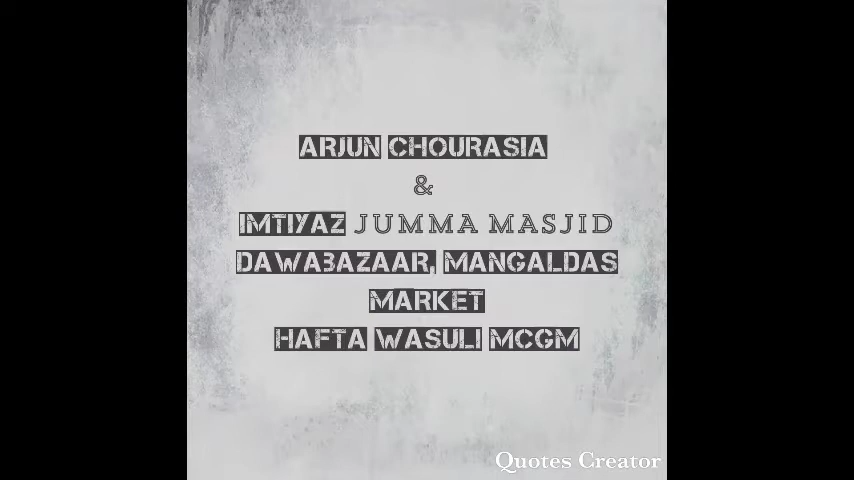 ARJUN CHOURASIA
&
IMTIYAZ JUMMA MASJID
DAWABAZAAR, MANGALDAS
MARKET
HAFTA WASULI MCGM
Quotes Creator